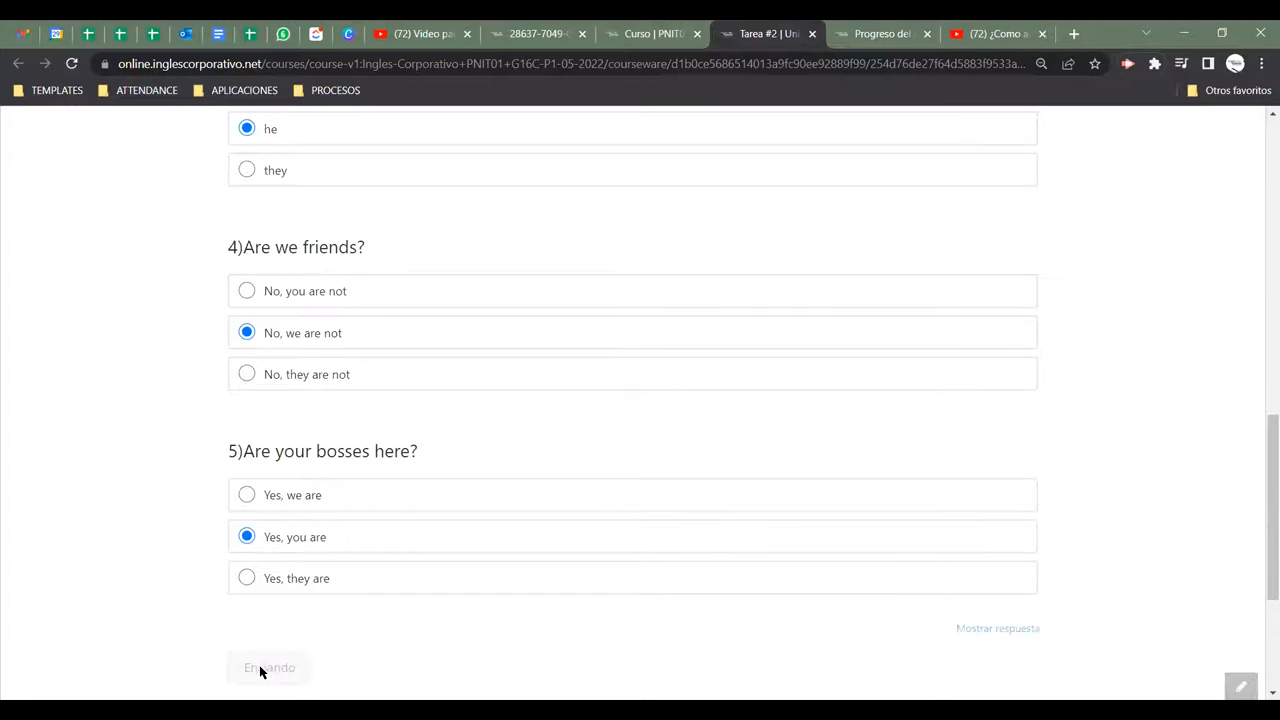 (72) Video pa
28637-7049-
Curso | PNIT0
Tarea #2 | Uni
Progreso del
(72) ¿Como a
online.inglescorporativo.net/courses/course-v1:Ingles-Corporativo+PNIT01+G16C-P1-05-2022/courseware/d1b0ce5686514013a9fc90ee92889f99/254d76de27f64d5883f9533a...
TEMPLATES
ATTENDANCE
APLICACIONES
PROCESOS
Otros favoritos
he
they
4)Are we friends?
No, you are not
No, we are not
No, they are not
5)Are your bosses here?
Yes, we are
Yes, you are
Yes, they are
Mostrar respuesta
Enviando